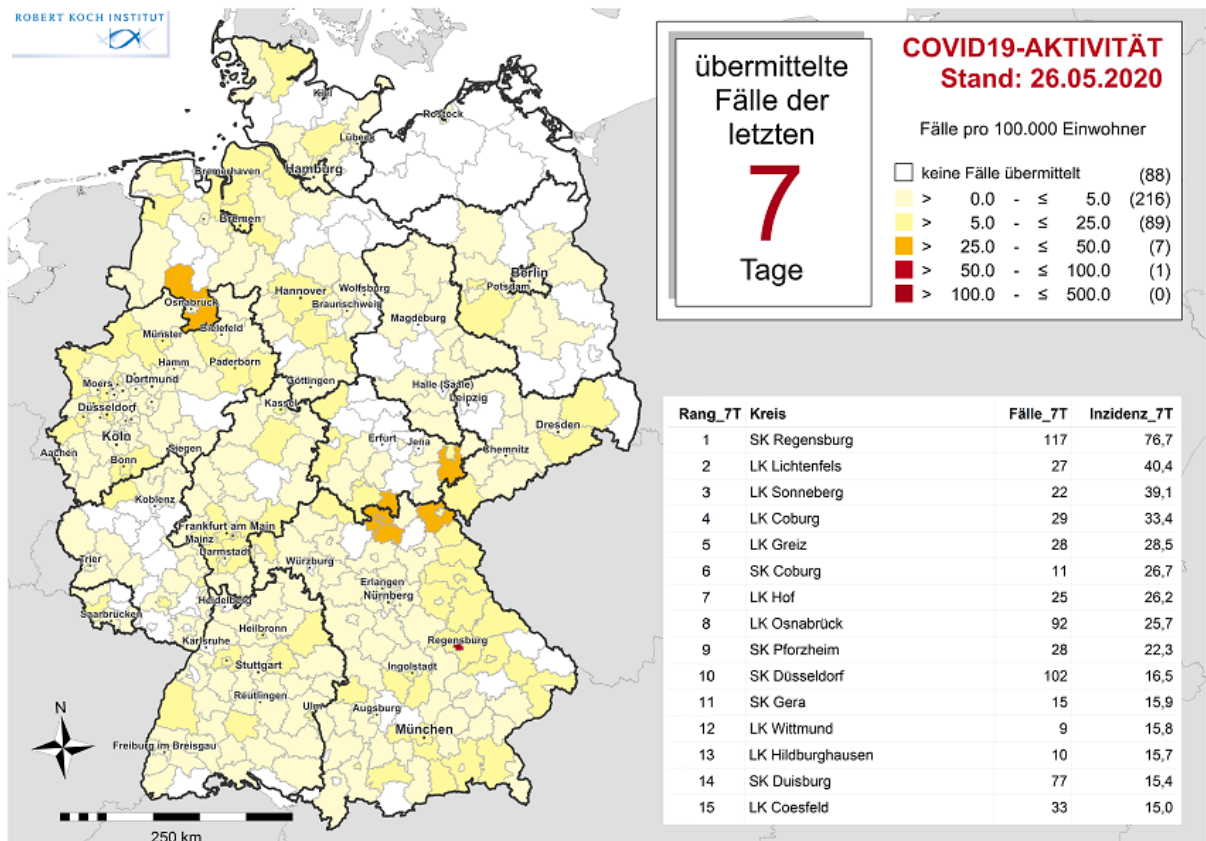 ROBERT KOCH INSTITUT
übermittelte
Fälle der
letzten
7
Tage
COVID19-AKTIVITÄT
Stand: 26.05.2020
Fälle pro 100.000 Einwohner
keine Fälle übermittelt (88)
> 0.0 - ≤ 5.0 (216)
> 5.0 - ≤ 25.0 (89)
> 25.0 - ≤ 50.0 (7)
> 50.0 - ≤ 100.0 (1)
> 100.0 - ≤ 500.0 (0)
Kiel
Rostock
Lübeck
Bremerhaven
Hamburg
Bremen
Berlin
Potsdam
Wolfsburg
Hannover
Braunschweig
Osnabrück
Magdeburg
Bielefeld
Münster
Hamm
Paderborn
Göttingen
Moers
Dortmund
Halle (Saale)
Leipzig
Kassel
Düsseldorf
Dresden
Köln
Erfurt
Jena
Chemnitz
Siegen
Aachen
Bonn
Koblenz
Frankfurt am Main
Mainz
Darmstadt
Trier
Würzburg
Erlangen
Nürnberg
Heidelberg
Saarbrücken
Heilbronn
Karlsruhe
Regensburg
Stuttgart
Ingolstadt
Reutlingen
Ulm
Augsburg
München
Freiburg im Breisgau
N
250 km
Rang_7T Kreis Fälle_7T Inzidenz_7T
1 SK Regensburg 117 76,7
2 LK Lichtenfels 27 40,4
3 LK Sonneberg 22 39,1
4 LK Coburg 29 33,4
5 LK Greiz 28 28,5
6 SK Coburg 11 26,7
7 LK Hof 25 26,2
8 LK Osnabrück 92 25,7
9 SK Pforzheim 28 22,3
10 SK Düsseldorf 102 16,5
11 SK Gera 15 15,9
12 LK Wittmund 9 15,8
13 LK Hildburghausen 10 15,7
14 SK Duisburg 77 15,4
15 LK Coesfeld 33 15,0